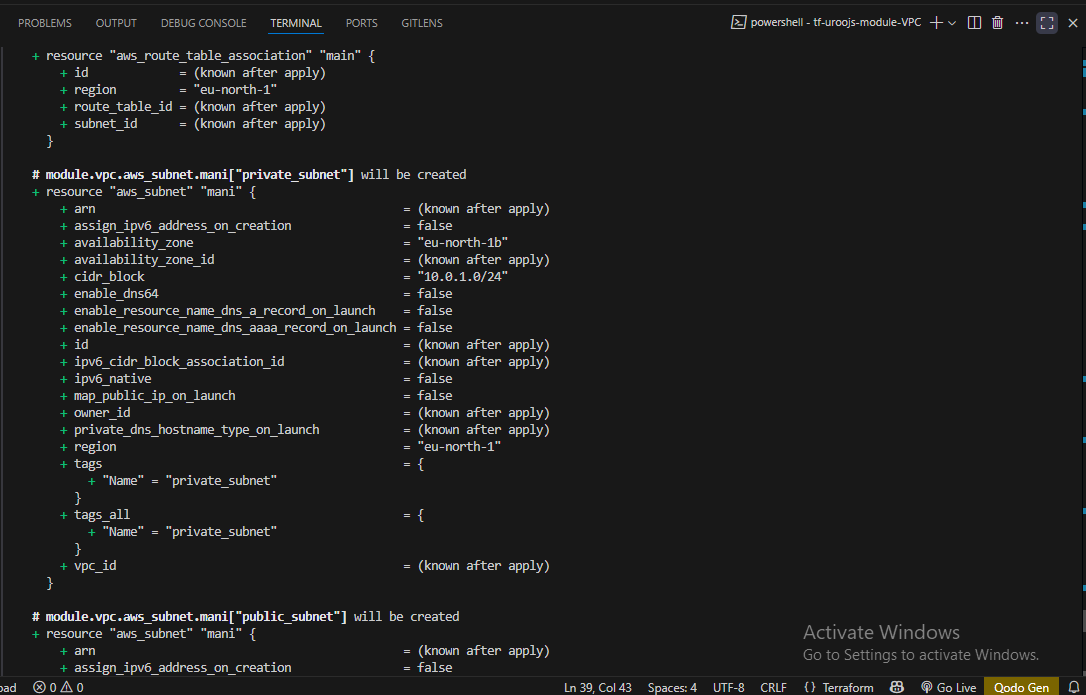 PROBLEMS OUTPUT DEBUG CONSOLE TERMINAL PORTS GITLENS powershell - tf-uroojs-module-VPC
+ resource "aws_route_table_association" "main" {
+ id = (known after apply)
+ region = "eu-north-1"
+ route_table_id = (known after apply)
+ subnet_id = (known after apply)
}
# module.vpc.aws_subnet.mani["private_subnet"] will be created
+ resource "aws_subnet" "mani" {
+ arn = (known after apply)
+ assign_ipv6_address_on_creation = false
+ availability_zone = "eu-north-1b"
+ availability_zone_id = (known after apply)
+ cidr_block = "10.0.1.0/24"
+ enable_dns64 = false
+ enable_resource_name_dns_a_record_on_launch = false
+ enable_resource_name_dns_aaaa_record_on_launch = false
+ id = (known after apply)
+ ipv6_cidr_block_association_id = (known after apply)
+ ipv6_native = false
+ map_public_ip_on_launch = false
+ owner_id = (known after apply)
+ private_dns_hostname_type_on_launch = (known after apply)
+ region = "eu-north-1"
+ tags = {
+ "Name" = "private_subnet"
}
+ tags_all = {
+ "Name" = "private_subnet"
}
+ vpc_id = (known after apply)
}
# module.vpc.aws_subnet.mani["public_subnet"] will be created
+ resource "aws_subnet" "mani" {
+ arn = (known after apply)
+ assign_ipv6_address_on_creation = false
Activate Windows
Go to Settings to activate Windows.
oad 0 0 Ln 39, Col 43 Spaces: 4 UTF-8 CRLF {} Terraform Go Live Qodo Gen